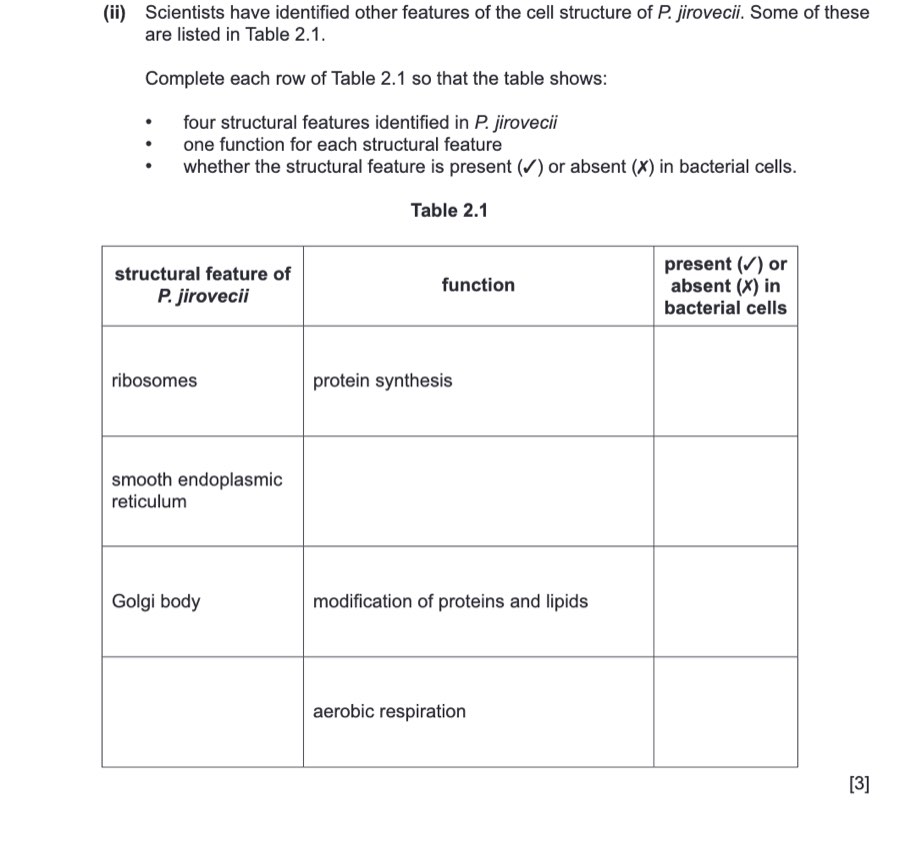 (ii) Scientists have identified other features of the cell structure of P. jirovecii. Some of these
are listed in Table 2.1.
Complete each row of Table 2.1 so that the table shows:
• four structural features identified in P. jirovecii
• one function for each structural feature
• whether the structural feature is present (✓) or absent (✗) in bacterial cells.
Table 2.1
structural feature of
P. jirovecii
function
present (✓) or
absent (✗) in
bacterial cells
ribosomes
protein synthesis
smooth endoplasmic
reticulum
Golgi body
modification of proteins and lipids
aerobic respiration
[3]